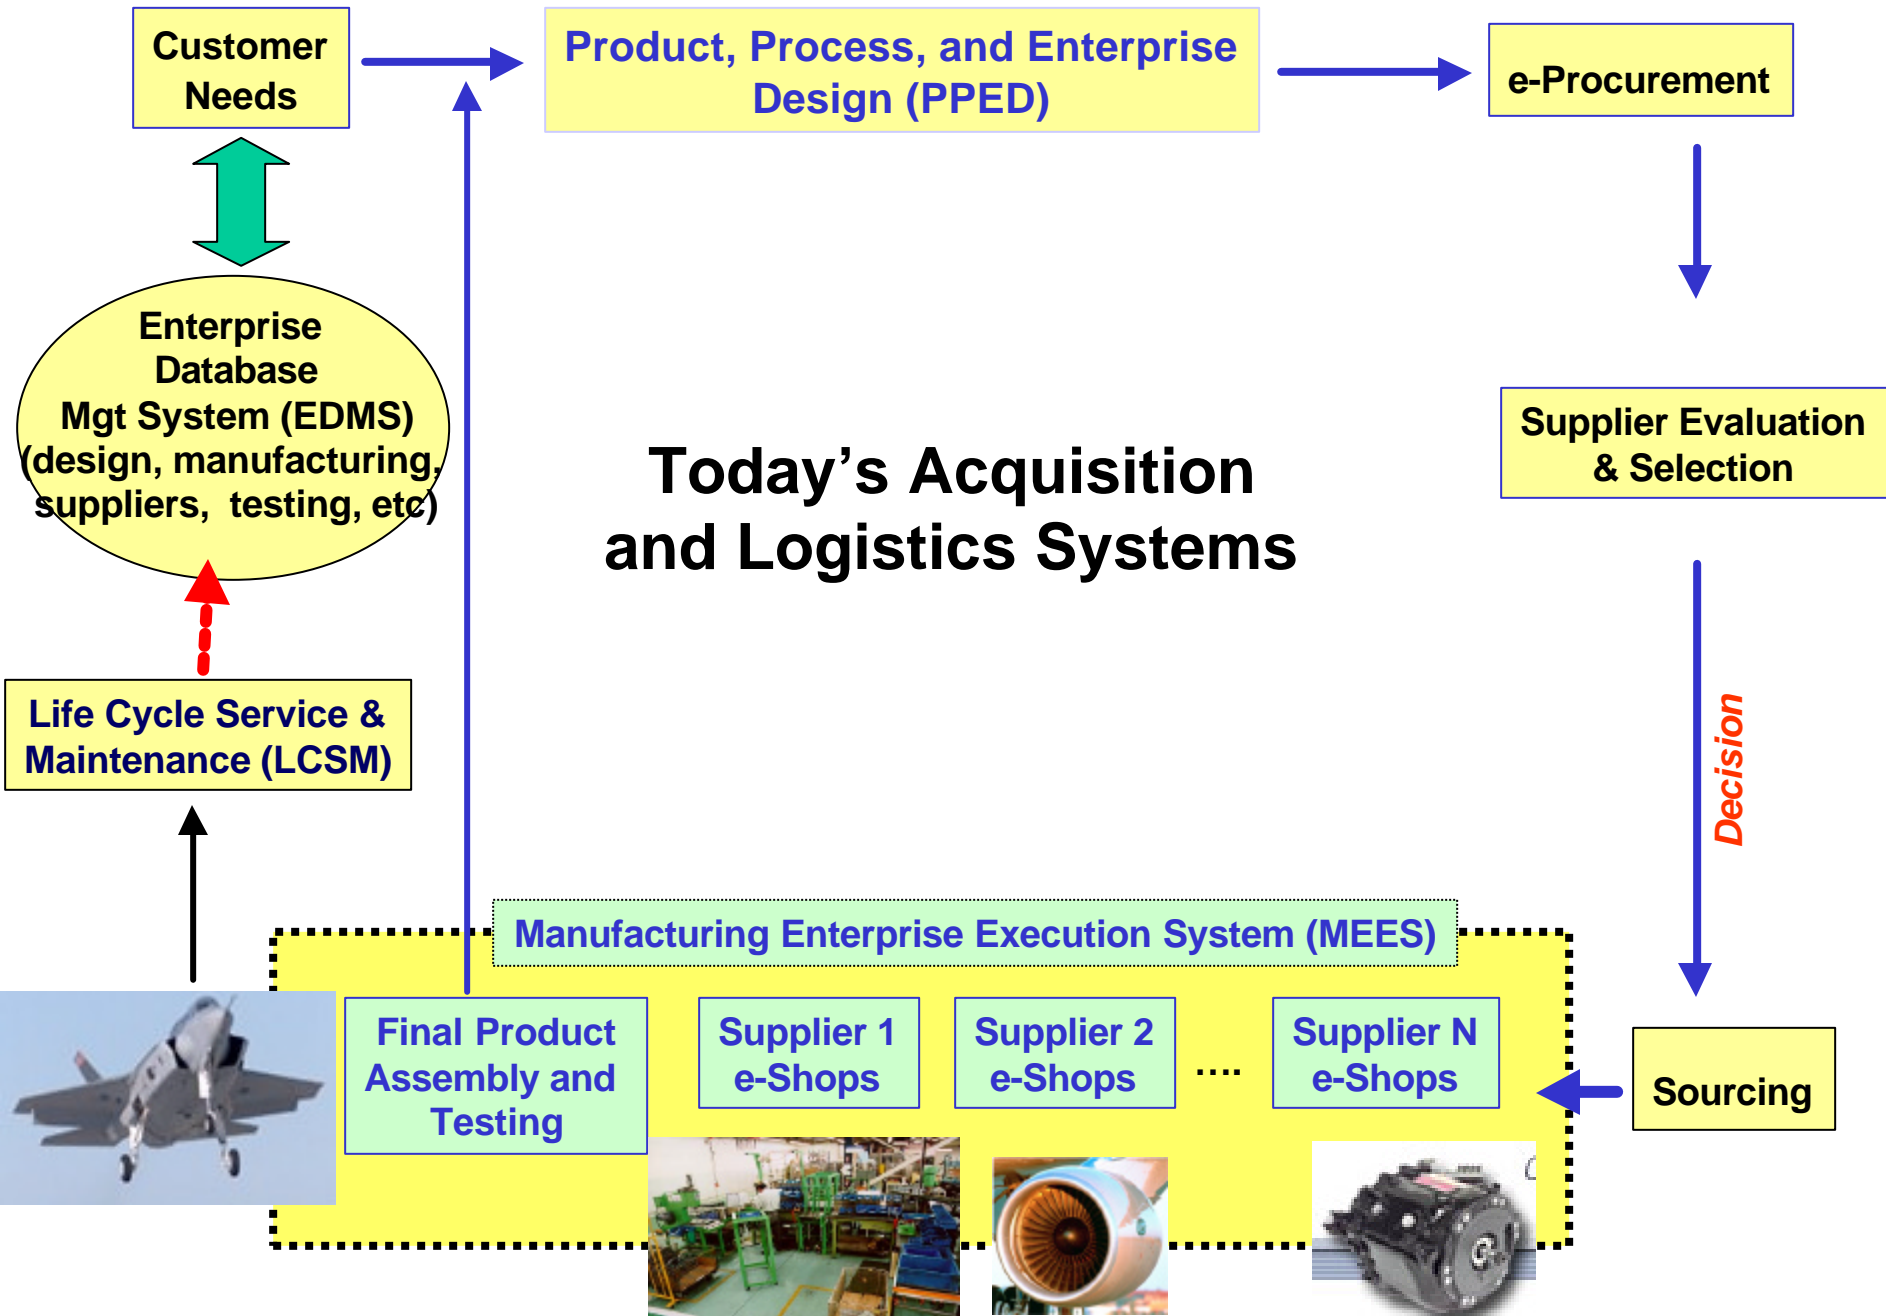 Customer
Needs
Product, Process, and Enterprise
Design (PPED)
e-Procurement
Enterprise
Database
Mgt System (EDMS)
(design, manufacturing,
suppliers, testing, etc)
Today’s Acquisition
and Logistics Systems
Supplier Evaluation
& Selection
Life Cycle Service &
Maintenance (LCSM)
Decision
Manufacturing Enterprise Execution System (MEES)
Final Product
Assembly and
Testing
Supplier 1
e-Shops
Supplier 2
e-Shops
....
Supplier N
e-Shops
Sourcing